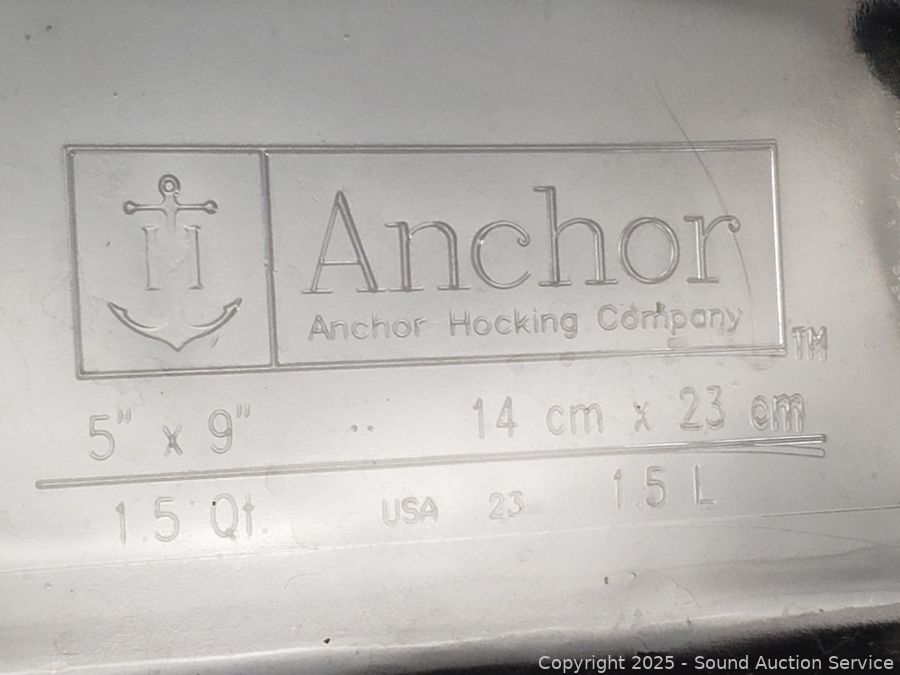 H
Anchor
Anchor Hocking Company
TM
5" x 9" 14 cm x 23 cm
1.5 Qt. USA 23 1.5 L
Copyright 2025 - Sound Auction Service